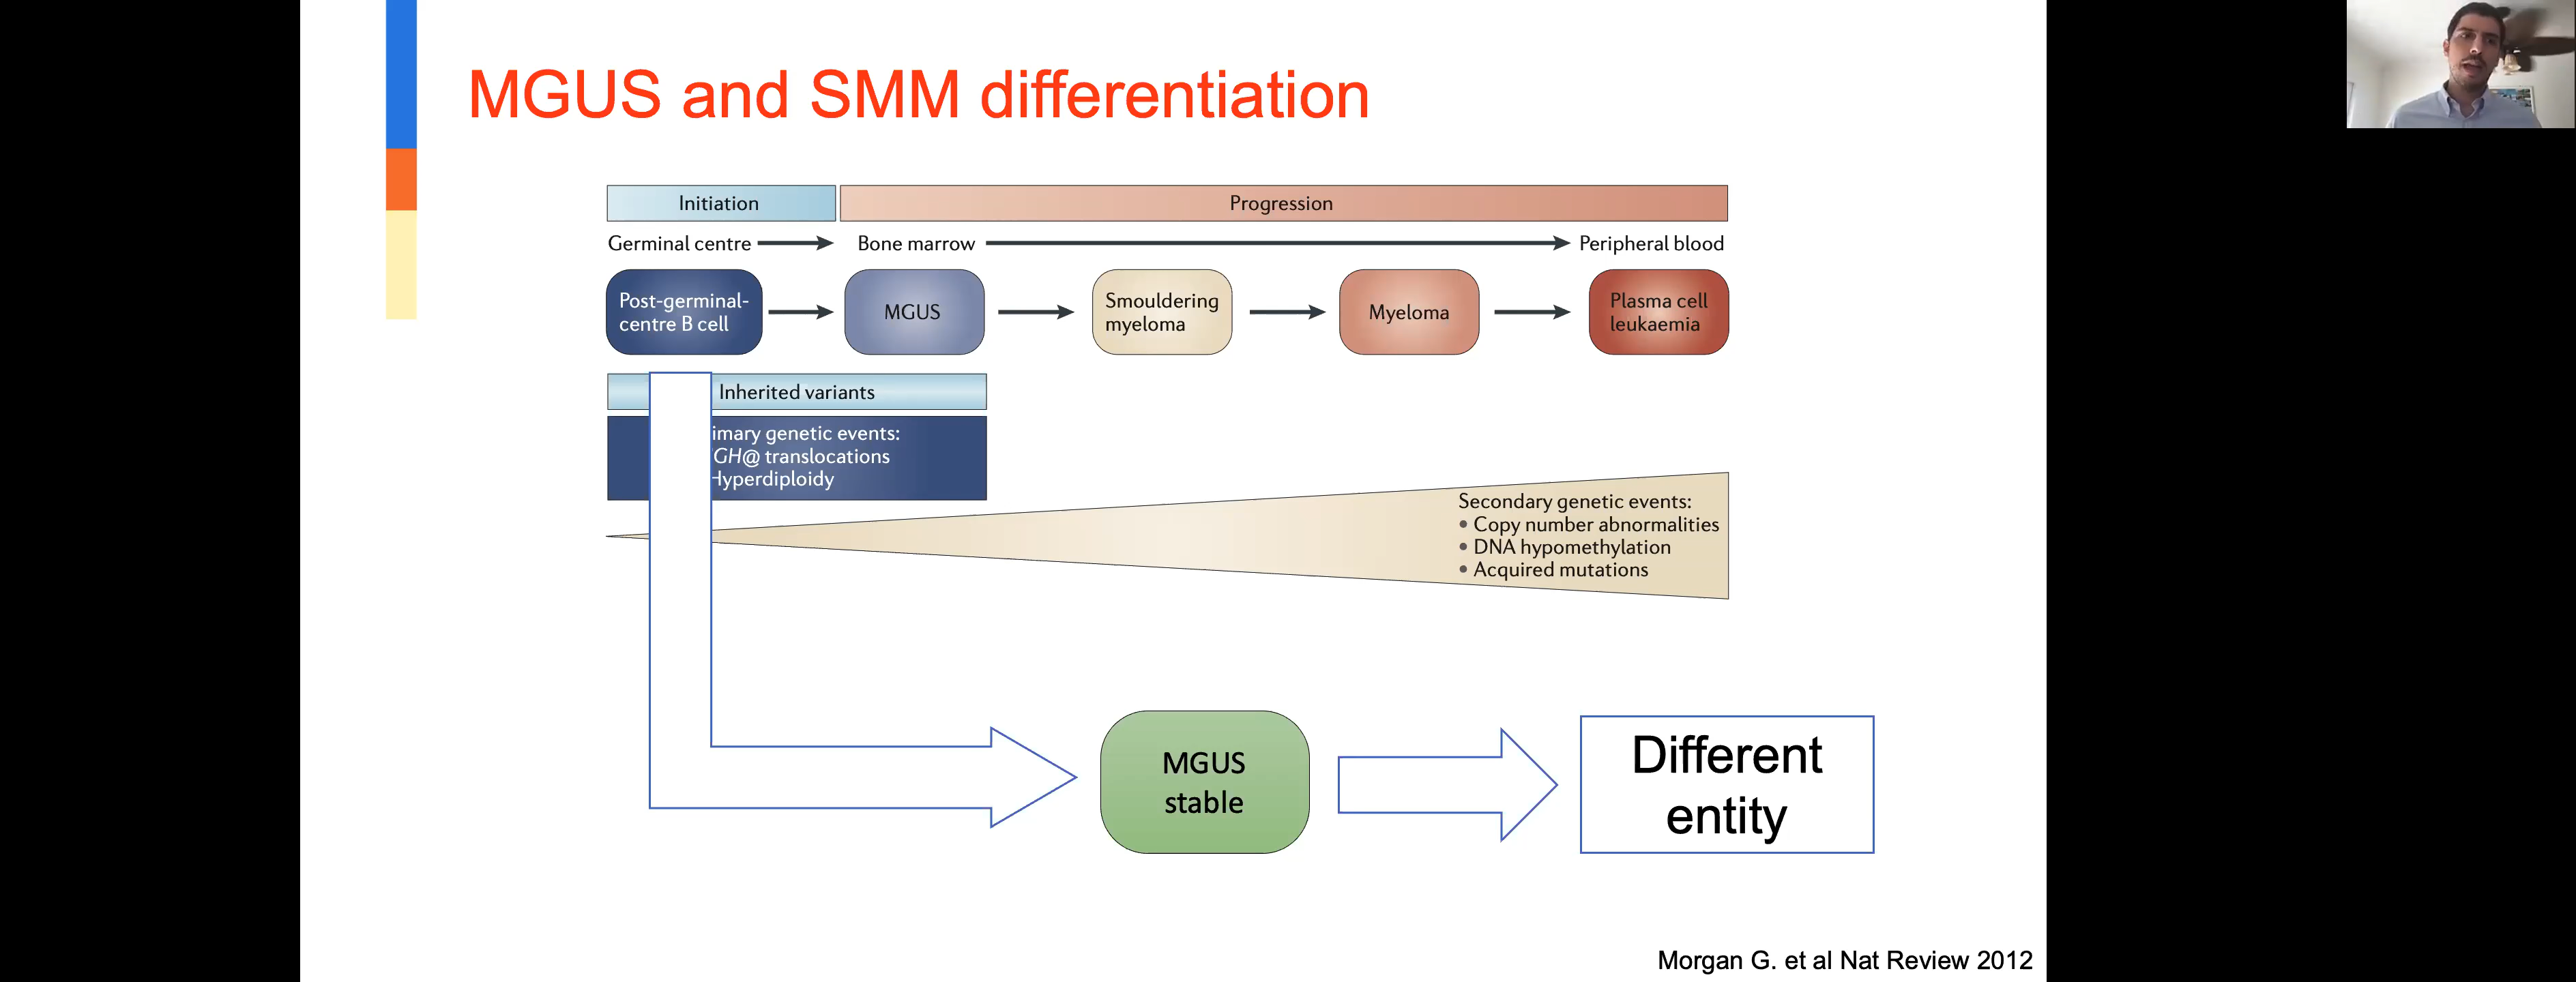 MGUS and SMM differentiation
Initiation
Progression
Germinal centre
Bone marrow
Peripheral blood
Post-germinal-
centre B cell
MGUS
Smouldering
myeloma
Myeloma
Plasma cell
leukaemia
Inherited variants
imary genetic events:
GH@ translocations
Hyperdiploidy
Secondary genetic events:
• Copy number abnormalities
• DNA hypomethylation
• Acquired mutations
MGUS
stable
Different
entity
Morgan G. et al Nat Review 2012